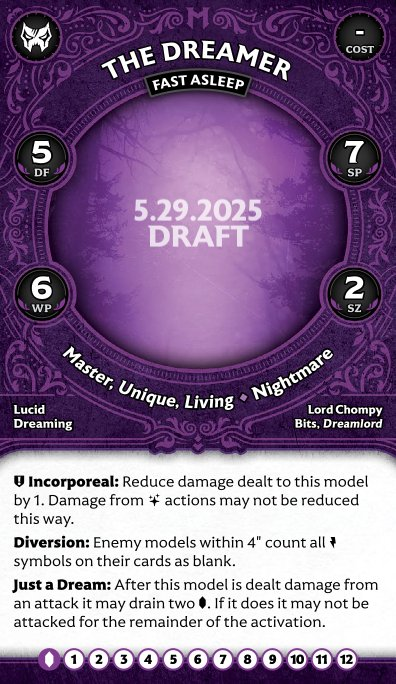 -
COST
THE DREAMER
FAST ASLEEP
5
DF
7
SP
5.29.2025
DRAFT
6
WP
2
SZ
Master, Unique, Living ◆ Nightmare
Lucid
Dreaming
Lord Chompy
Bits, Dreamlord
Incorporeal: Reduce damage dealt to this model
by 1. Damage from actions may not be reduced
this way.
Diversion: Enemy models within 4" count all
symbols on their cards as blank.
Just a Dream: After this model is dealt damage from
an attack it may drain two . If it does it may not be
attacked for the remainder of the activation.
1 2 3 4 5 6 7 8 9 10 11 12